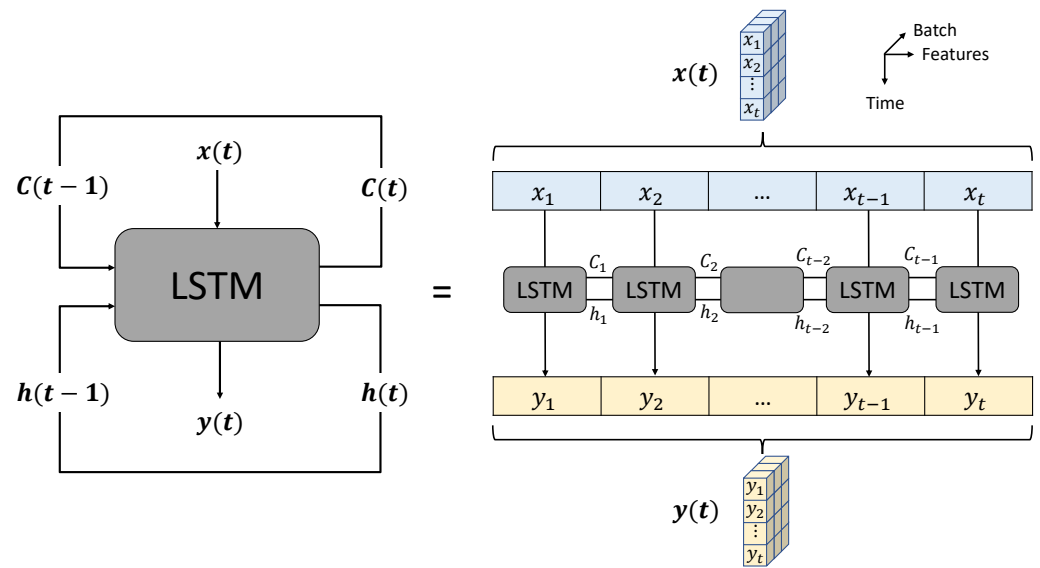 x(t)
C(t − 1)
C(t)
LSTM
h(t − 1)
h(t)
y(t)
=
x(t)
x₁
x₂
⋮
xₜ
Batch
Features
Time
x₁ x₂ ... xₜ₋₁ xₜ
C₁ C₂ Cₜ₋₂ Cₜ₋₁
LSTM LSTM LSTM LSTM
h₁ h₂ hₜ₋₂ hₜ₋₁
y₁ y₂ ... yₜ₋₁ yₜ
y(t)
y₁
y₂
⋮
yₜ